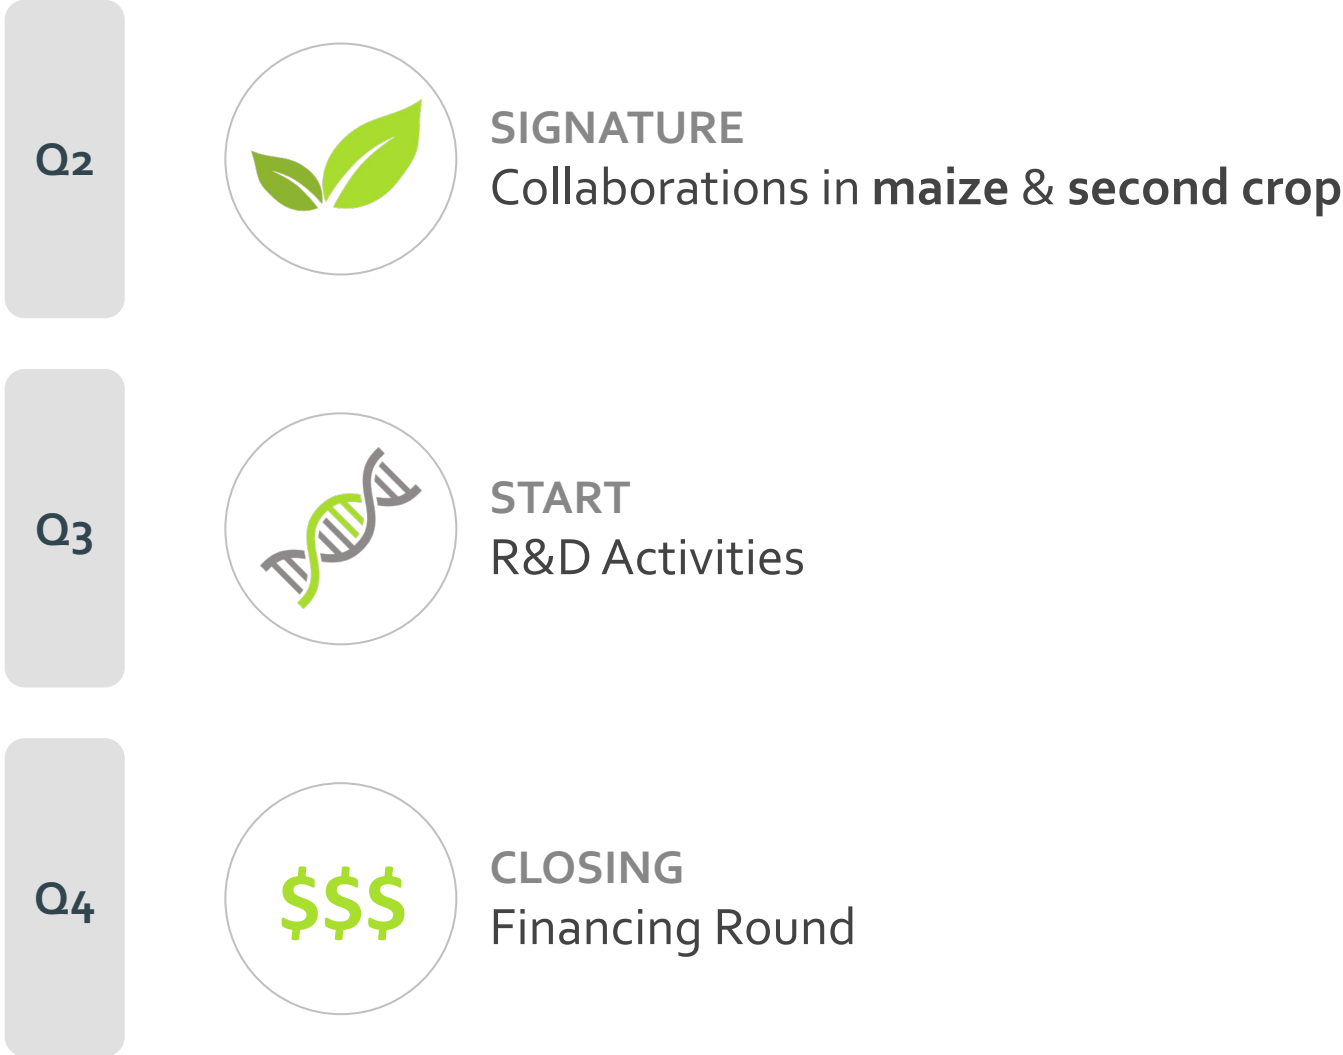 Q2
SIGNATURE
Collaborations in maize & second crop
Q3
START
R&D Activities
Q4
$$$
CLOSING
Financing Round